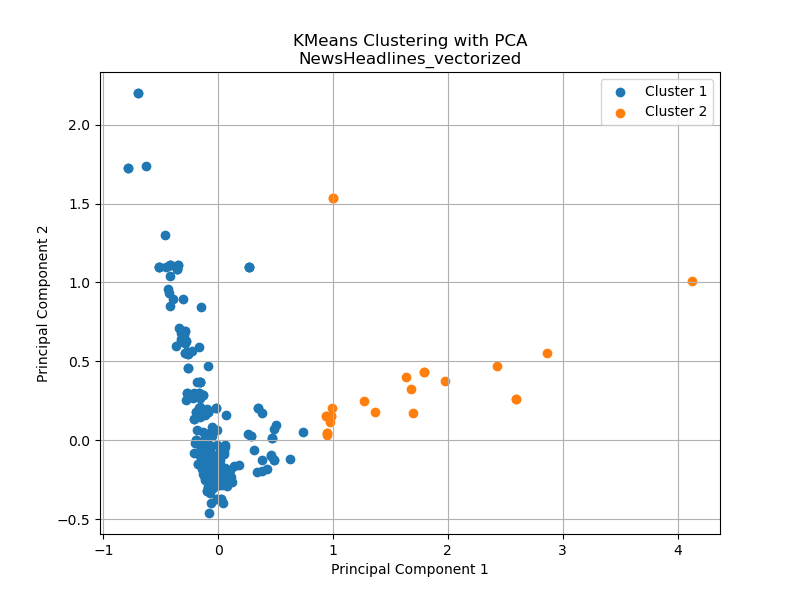 KMeans Clustering with PCA
NewsHeadlines_vectorized
Cluster 1
Cluster 2
Principal Component 2
2.0
1.5
1.0
0.5
0.0
−0.5
−1
0
1
2
3
4
Principal Component 1